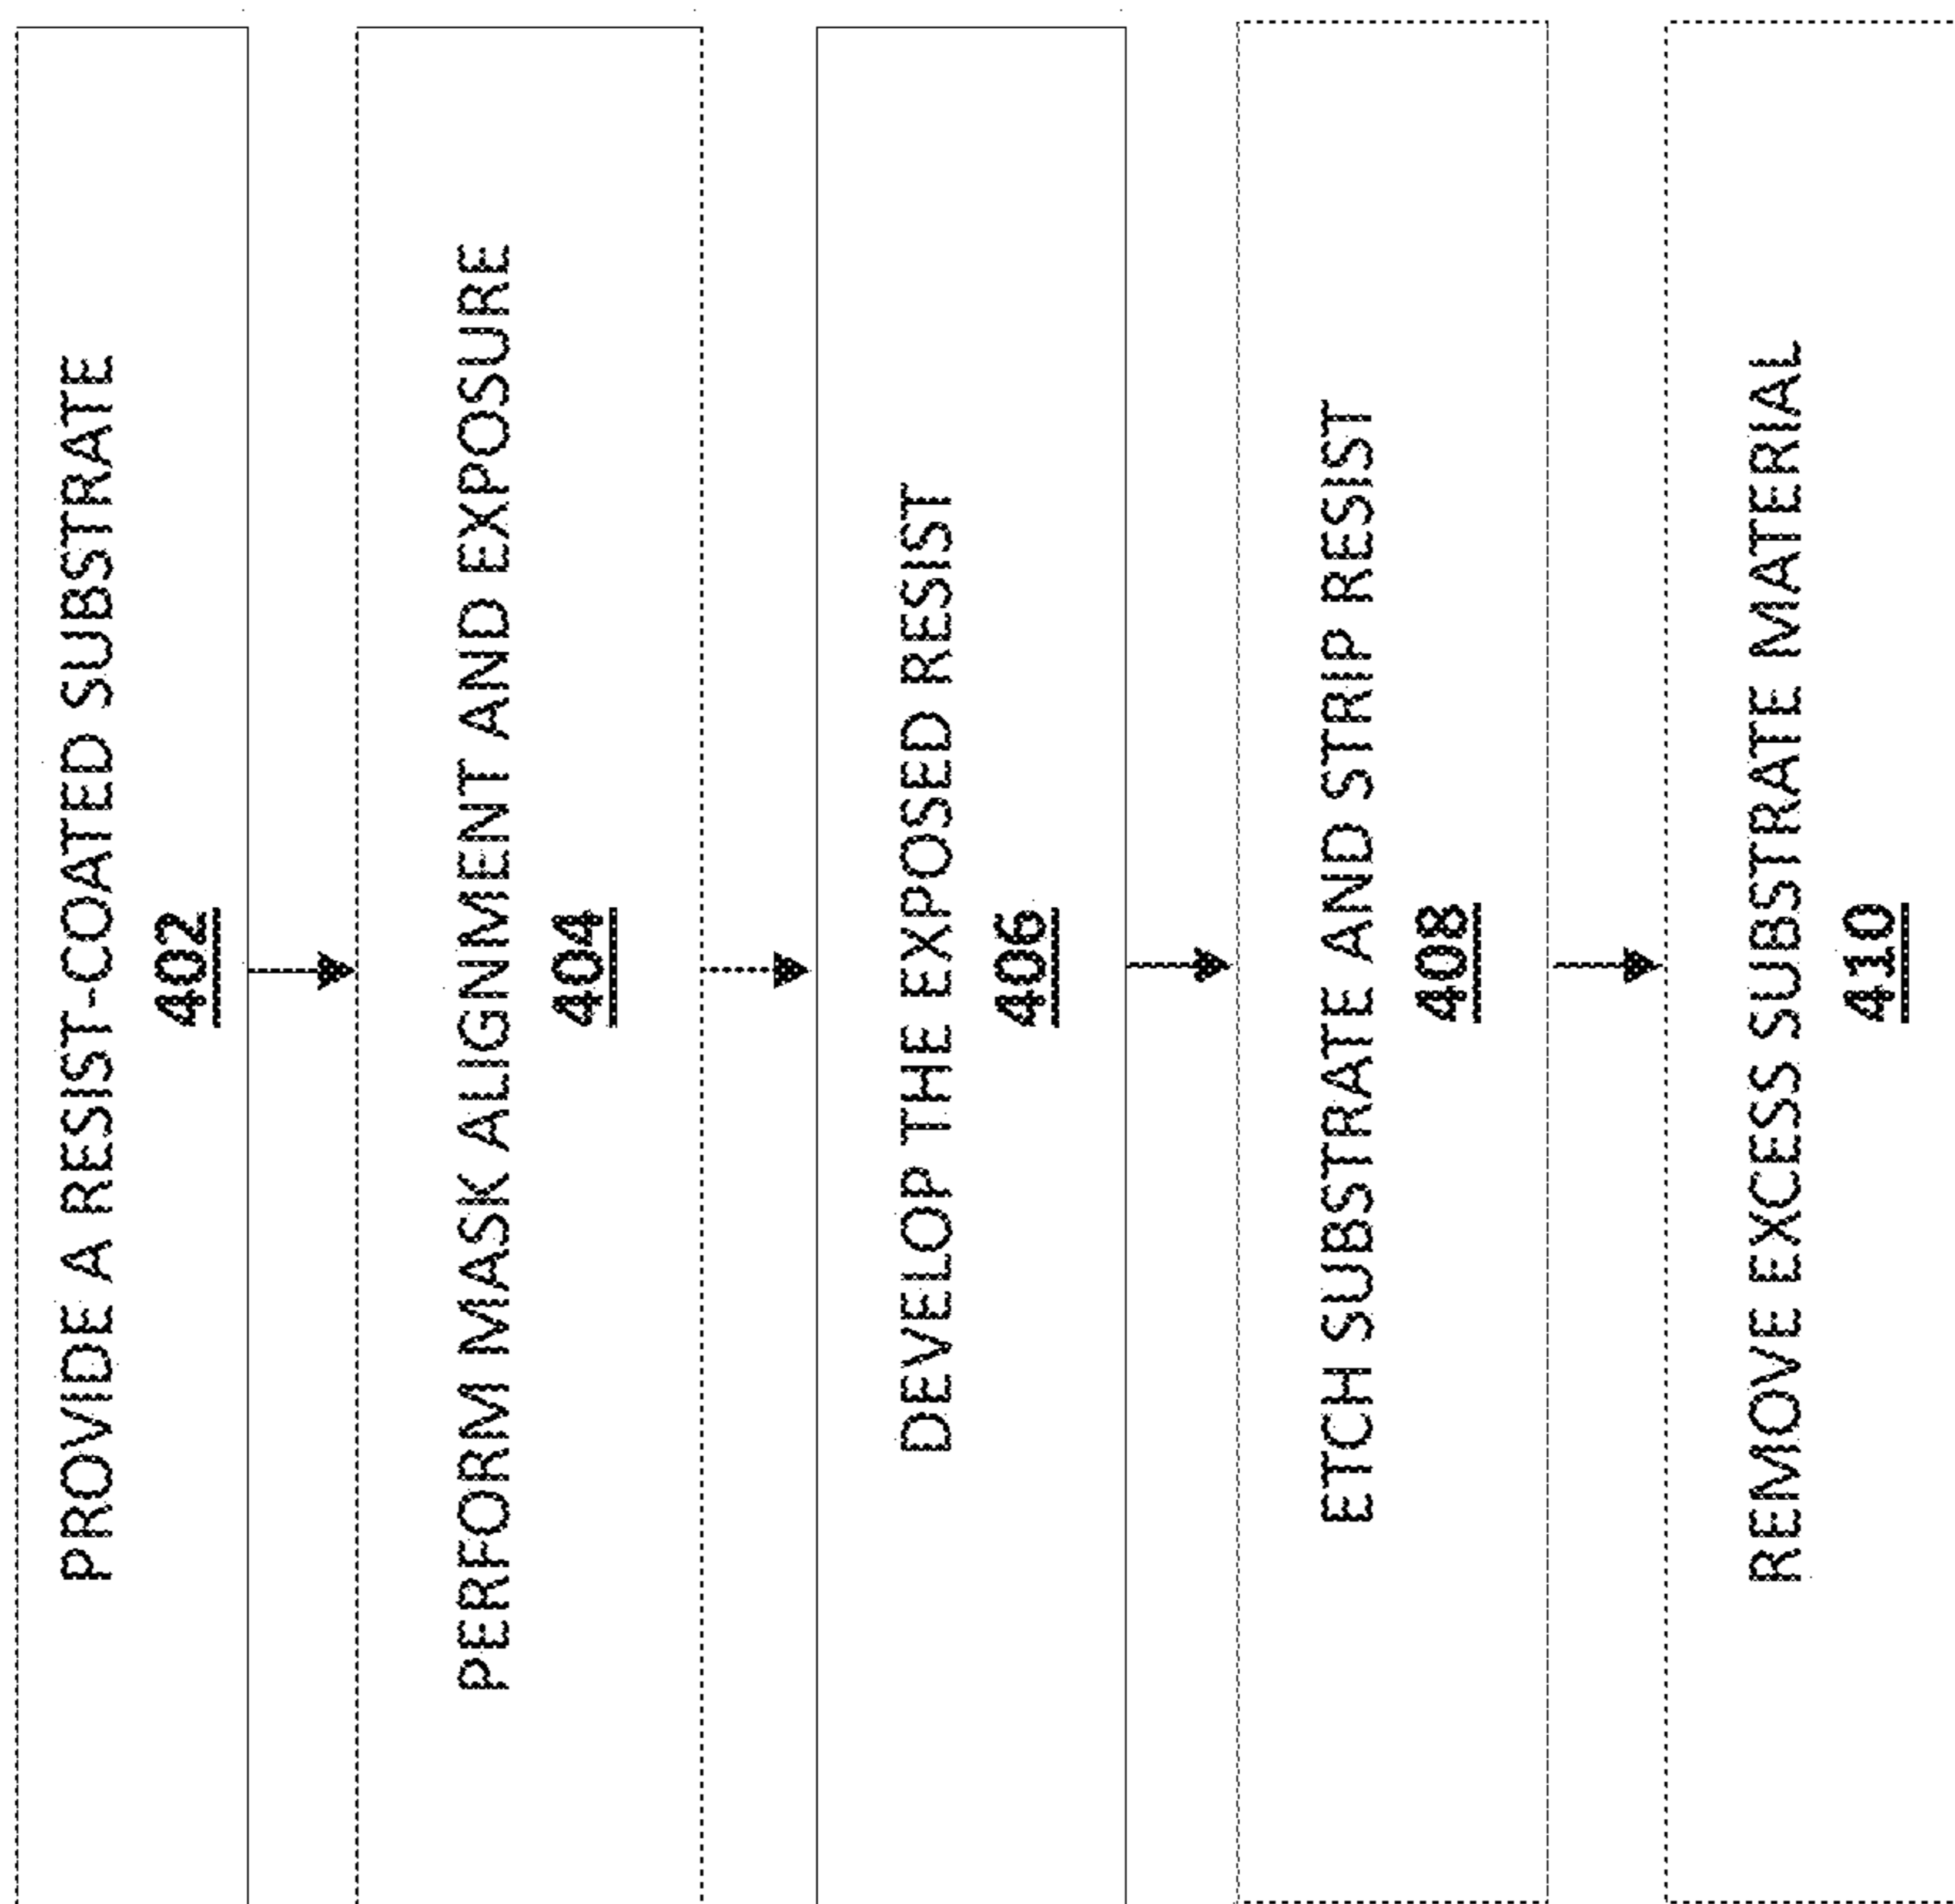 PROVIDE A RESIST-COATED SUBSTRATE
402
PERFORM MASK ALIGNMENT AND EXPOSURE
404
DEVELOP THE EXPOSED RESIST
406
ETCH SUBSTRATE AND STRIP RESIST
408
REMOVE EXCESS SUBSTRATE MATERIAL
410